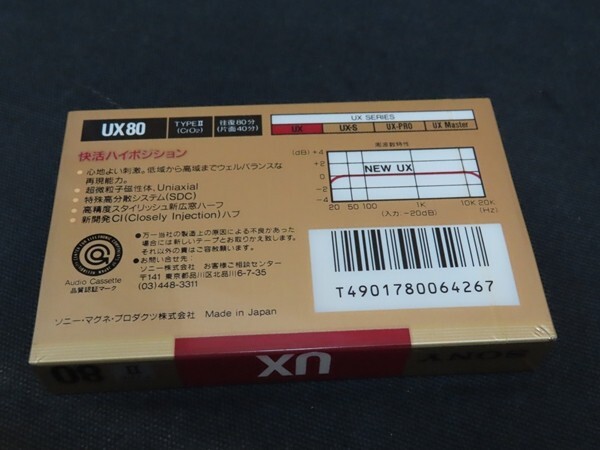 UX80
TYPE II
(CrO2)
往復80分
(片面40分)
UX SERIES
UX UX-S UX-PRO UX Master
快活ハイポジション
• 心地よい刺激。低域から高域までウェルバランスな
再現能力。
• 超微粒子磁性体、Uniaxial
• 特殊高分散システム(SDC)
• 高精度スタイリッシュ新広窓ハーフ
• 新開発CI(Closely Injection)ハブ
周波数特性
(dB) +4
+2
0
-2
-4
NEW UX
20 50 100 1K 10K 20K
(入力: -20dB) (Hz)
Audio Cassette
品質認証マーク
● 万一当社の製造上の原因による不良があった
場合には新しいテープとお取りかえ致します。
それ以外の責はご容赦願います。
● お問い合せ先:
ソニー株式会社 お客様ご相談センター
〒141 東京都品川区北品川6-7-35
(03)448-3311
ソニー・マグネ・プロダクツ株式会社 Made in Japan
T4901780064267
80
II
UX
SONY